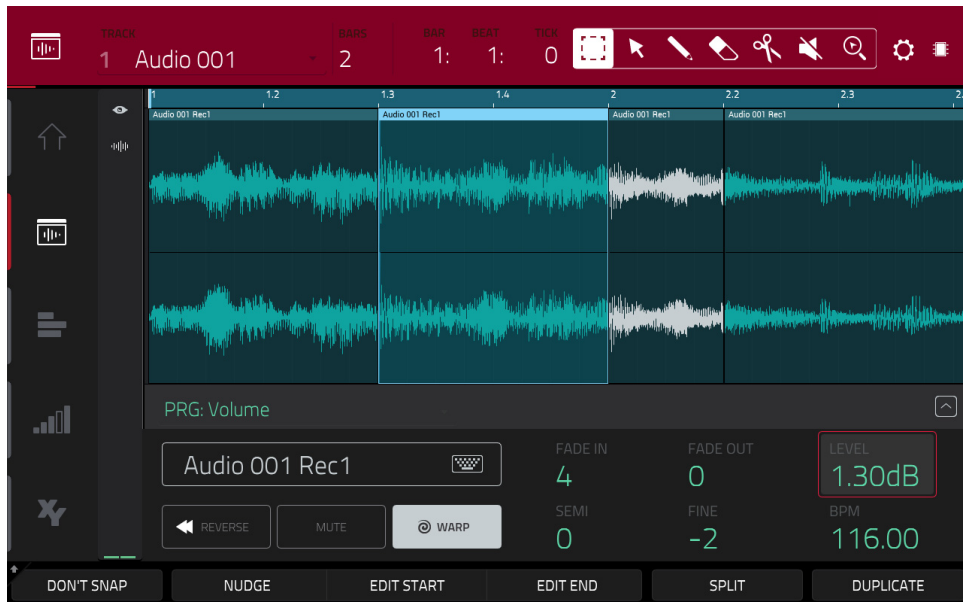 TRACK BARS BAR BEAT TICK
1 Audio 001 2 1: 1: 0
1 1.2 1.3 1.4 2 2.2 2.3 2.
Audio 001 Rec1 Audio 001 Rec1 Audio 001 Rec1 Audio 001 Rec1
PRG: Volume
FADE IN FADE OUT LEVEL
Audio 001 Rec1 4 0 1.30dB
SEMI FINE BPM
REVERSE MUTE WARP 0 -2 116.00
DON'T SNAP NUDGE EDIT START EDIT END SPLIT DUPLICATE
XY